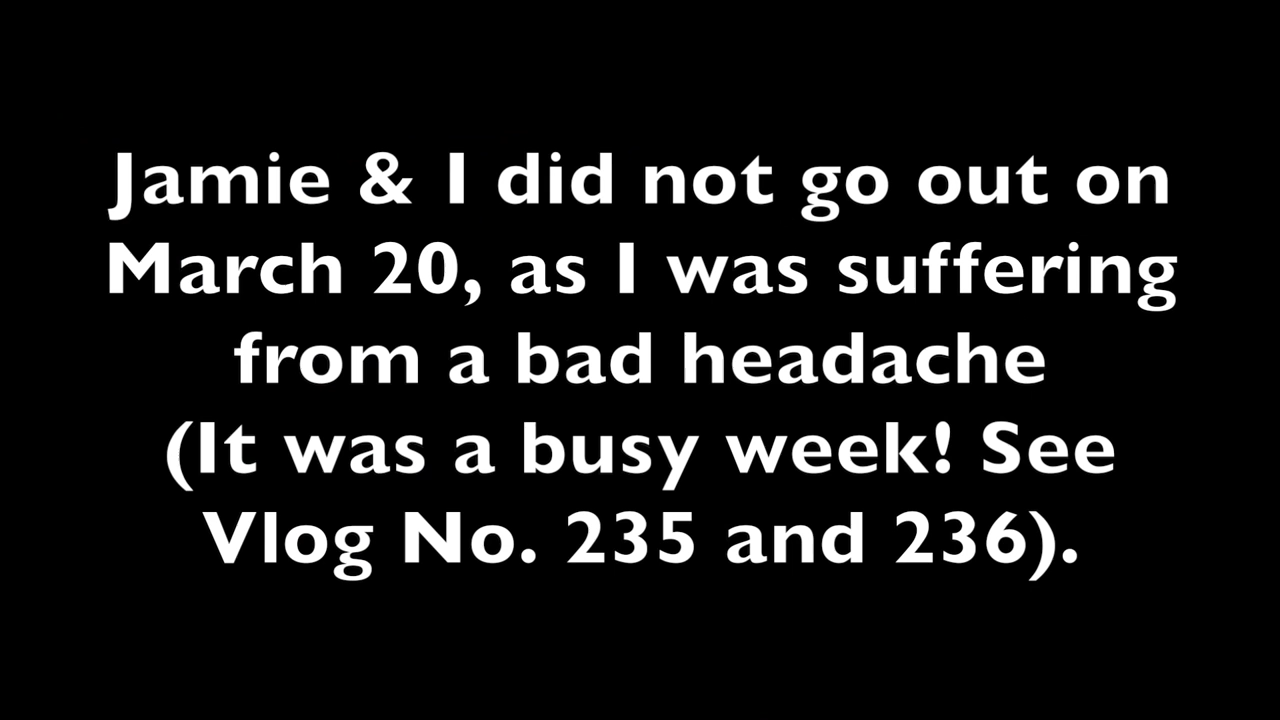 Jamie & I did not go out on
March 20, as I was suffering
from a bad headache
(It was a busy week! See
Vlog No. 235 and 236).